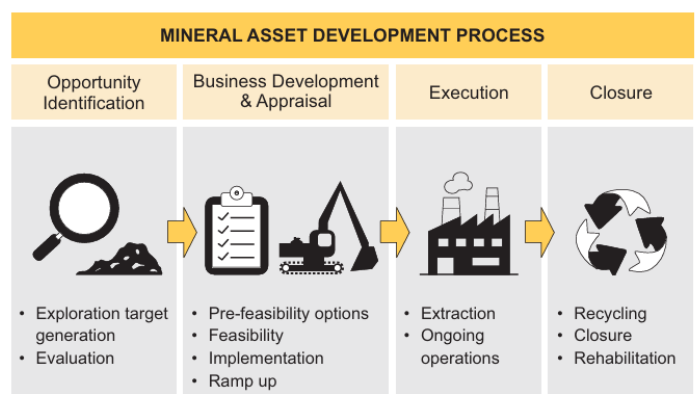 MINERAL ASSET DEVELOPMENT PROCESS
Opportunity
Identification
Business Development
& Appraisal
Execution
Closure
• Exploration target
generation
• Evaluation
• Pre-feasibility options
• Feasibility
• Implementation
• Ramp up
• Extraction
• Ongoing
operations
• Recycling
• Closure
• Rehabilitation